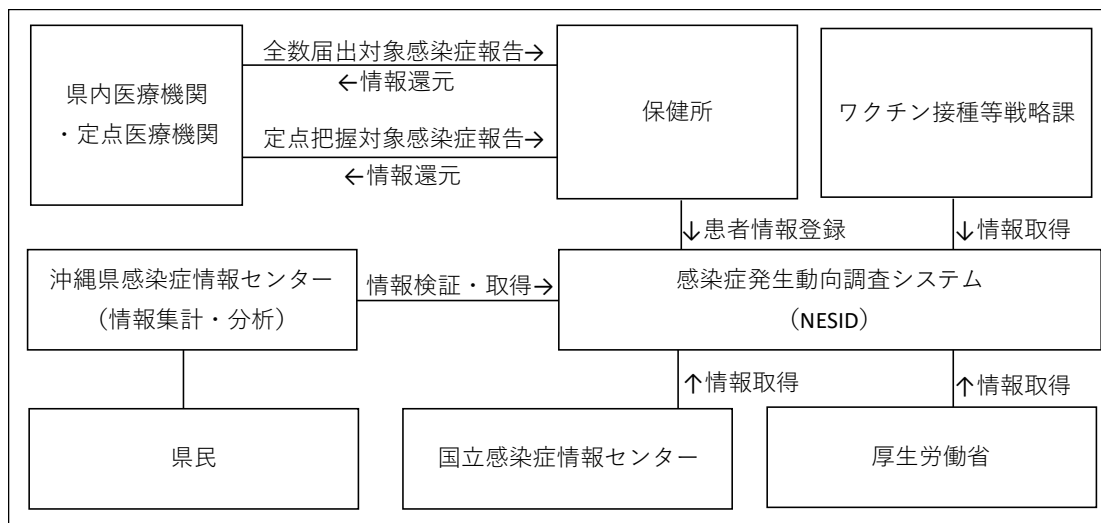 全数届出対象感染症報告→
←情報還元
県内医療機関
・定点医療機関
保健所
ワクチン接種等戦略課
定点把握対象感染症報告→
←情報還元
↓患者情報登録
↓情報取得
沖縄県感染症情報センター
（情報集計・分析）
情報検証・取得→
感染症発生動向調査システム
（NESID）
↑情報取得
↑情報取得
県民
国立感染症情報センター
厚生労働省